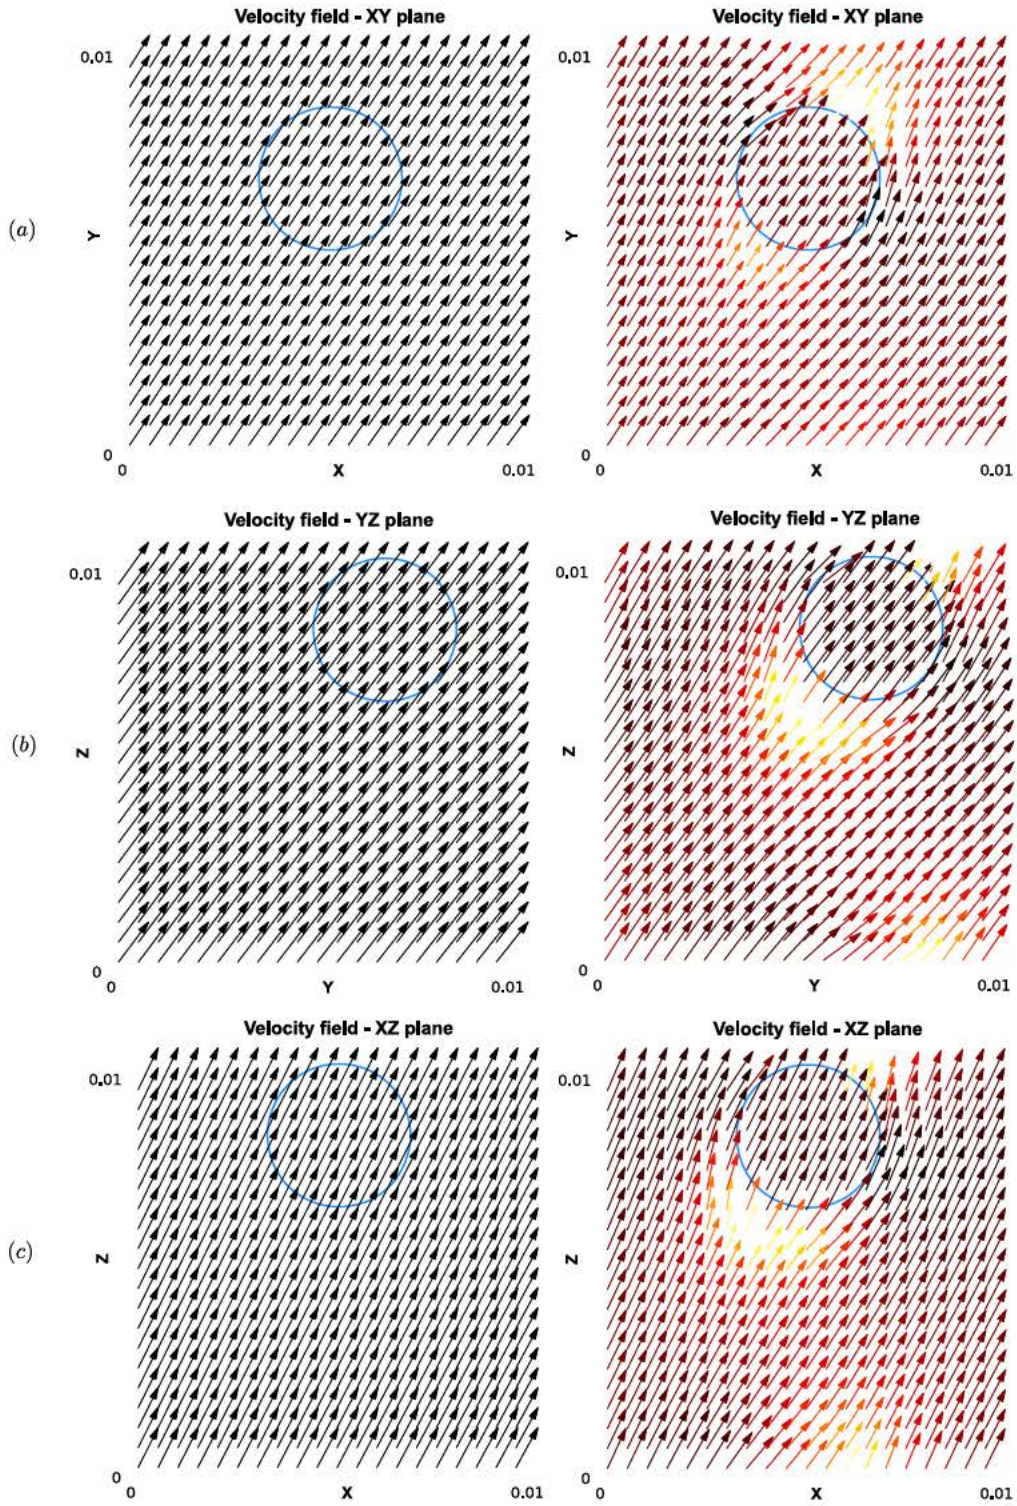 Velocity field - XY plane
0.01
(a)
Y
0
0
X
0.01
Velocity field - XY plane
0.01
Y
0
0
X
0.01
Velocity field - YZ plane
0.01
(b)
Z
0
0
Y
0.01
Velocity field - YZ plane
0.01
Z
0
0
Y
0.01
Velocity field - XZ plane
0.01
(c)
Z
0
0
X
0.01
Velocity field - XZ plane
0.01
Z
0
0
X
0.01